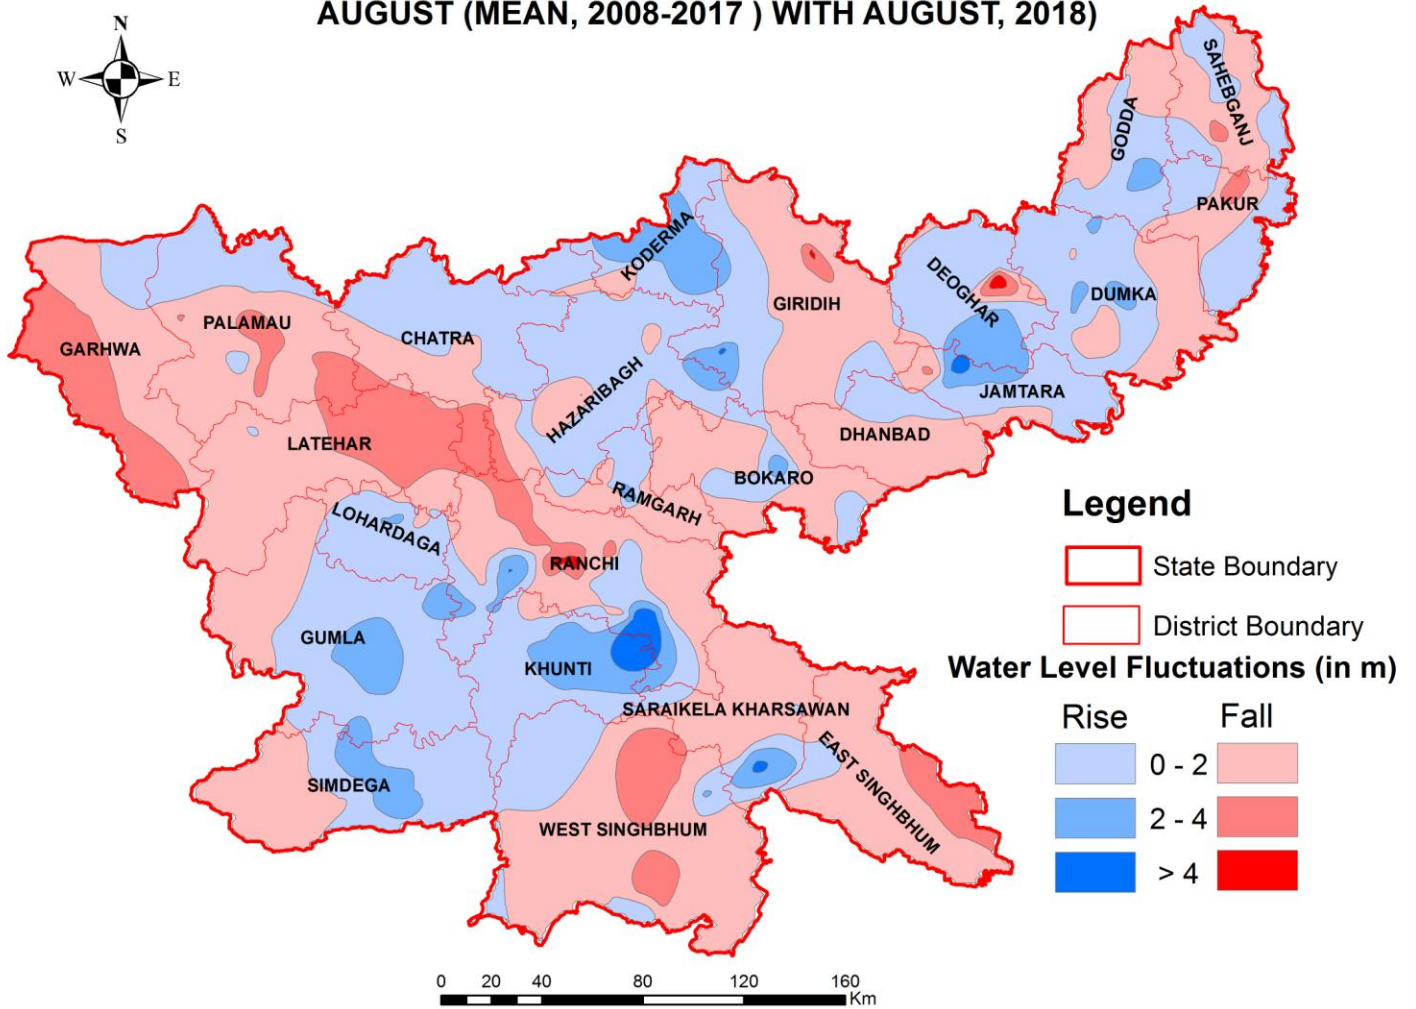 AUGUST (MEAN, 2008-2017 ) WITH AUGUST, 2018)
N
W E
S
SAHEBGANJ
GODDA
PAKUR
KODERMA
DEOGHAR
DUMKA
GIRIDIH
PALAMAU
CHATRA
GARHWA
HAZARIBAGH
JAMTARA
LATEHAR
DHANBAD
BOKARO
RAMGARH
LOHARDAGA
RANCHI
GUMLA
KHUNTI
SARAIKELA KHARSAWAN
EAST SINGHBHUM
SIMDEGA
WEST SINGHBHUM
Legend
State Boundary
District Boundary
Water Level Fluctuations (in m)
Rise Fall
0 - 2
2 - 4
> 4
0 20 40 80 120 160
Km